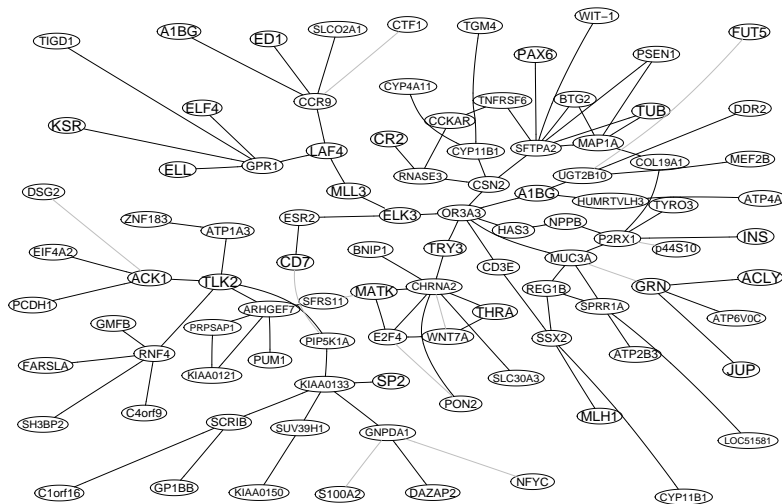 WIT−1
TGM4
CTF1
SLCO2A1
A1BG
ED1
FUT5
TIGD1
PAX6
PSEN1
CYP4A11
TNFRSF6
BTG2
CCR9
ELF4
TUB
DDR2
KSR
CCKAR
CR2
MAP1A
SFTPA2
LAF4
CYP11B1
COL19A1
MEF2B
GPR1
ELL
RNASE3
UGT2B10
CSN2
DSG2
MLL3
A1BG
HUMRTVLH3
ATP4A
TYRO3
OR3A3
ZNF183
ESR2
ELK3
NPPB
HAS3
ATP1A3
P2RX1
INS
p44S10
EIF4A2
BNIP1
TRY3
MUC3A
CD7
CD3E
ACK1
TLK2
GRN
ACLY
CHRNA2
REG1B
MATK
PCDH1
SFRS11
ARHGEF7
SPRR1A
THRA
ATP6V0C
GMFB
PRPSAP1
PIP5K1A
E2F4
WNT7A
SSX2
RNF4
ATP2B3
FARSLA
PUM1
JUP
KIAA0121
SP2
SLC30A3
KIAA0133
PON2
C4orf9
MLH1
SH3BP2
SCRIB
SUV39H1
GNPDA1
LOC51581
NFYC
C1orf16
GP1BB
KIAA0150
S100A2
DAZAP2
CYP11B1